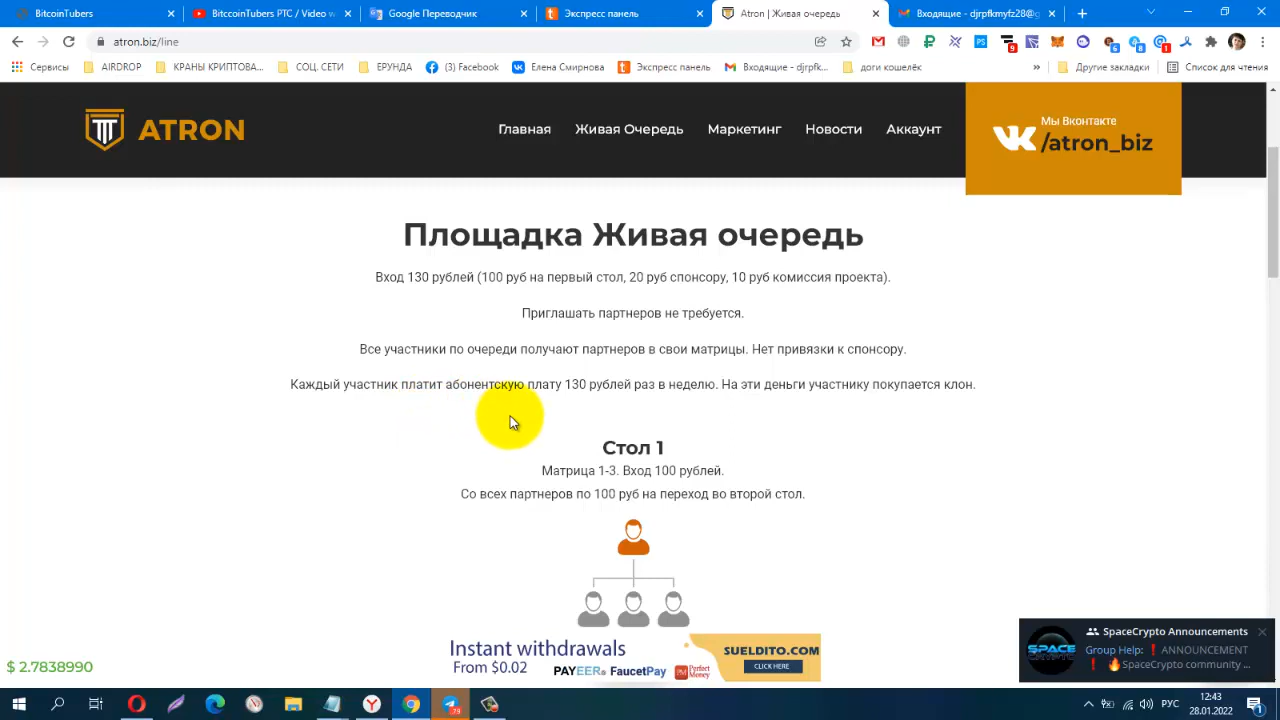 BitcoinTubers
BitcoinTubers PTC / Video w
Google Переводчик
Экспресс панель
Atron | Живая очередь
Входящие - djrpfkmyfz28@g
atron.biz/line
Сервисы
AIRDROP
КРАНЫ КРИПТОВА...
СОЦ. СЕТИ
ЕРУНДА
(3) Facebook
Елена Смирнова
Экспресс панель
Входящие - djrpfk...
доги кошелёк
»
Другие закладки
Список для чтения
ATRON
Главная
Живая Очередь
Маркетинг
Новости
Аккаунт
Мы Вконтакте
/atron_biz
Площадка Живая очередь
Вход 130 рублей (100 руб на первый стол, 20 руб спонсору, 10 руб комиссия проекта).
Приглашать партнеров не требуется.
Все участники по очереди получают партнеров в свои матрицы. Нет привязки к спонсору.
Каждый участник платит абонентскую плату 130 рублей раз в неделю. На эти деньги участнику покупается клон.
Стол 1
Матрица 1-3. Вход 100 рублей.
Со всех партнеров по 100 руб на переход во второй стол.
Instant withdrawals
From $0.02
PAYEER
FaucetPay
PM Perfect Money
SUELDITO.COM
CLICK HERE
SPACE
SpaceCrypto Announcements
Group Help: ❗ ANNOUNCEMENT
❗ 🔥SpaceCrypto community ...
$ 2.7838990
РУС
12:43
28.01.2022